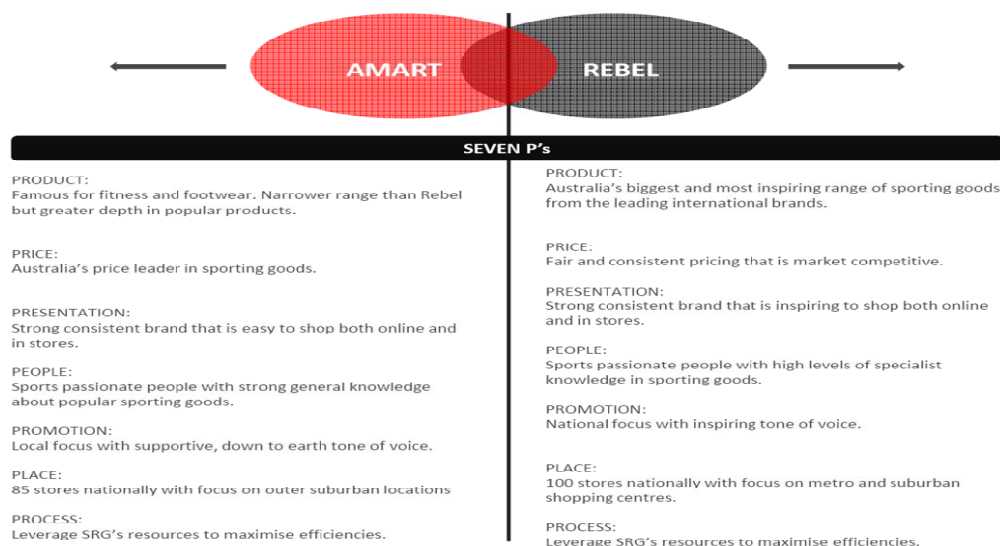 AMART
REBEL
SEVEN P's
PRODUCT:
Famous for fitness and footwear. Narrower range than Rebel
but greater depth in popular products.
PRICE:
Australia's price leader in sporting goods.
PRESENTATION:
Strong consistent brand that is easy to shop both online and
in stores.
PEOPLE:
Sports passionate people with strong general knowledge
about popular sporting goods.
PROMOTION:
Local focus with supportive, down to earth tone of voice.
PLACE:
85 stores nationally with focus on outer suburban locations
PROCESS:
Leverage SRG's resources to maximise efficiencies.
PRODUCT:
Australia's biggest and most inspiring range of sporting goods
from the leading international brands.
PRICE:
Fair and consistent pricing that is market competitive.
PRESENTATION:
Strong consistent brand that is inspiring to shop both online
and in stores.
PEOPLE:
Sports passionate people with high levels of specialist
knowledge in sporting goods.
PROMOTION:
National focus with inspiring tone of voice.
PLACE:
100 stores nationally with focus on metro and suburban
shopping centres.
PROCESS:
Leverage SRG's resources to maximise efficiencies.